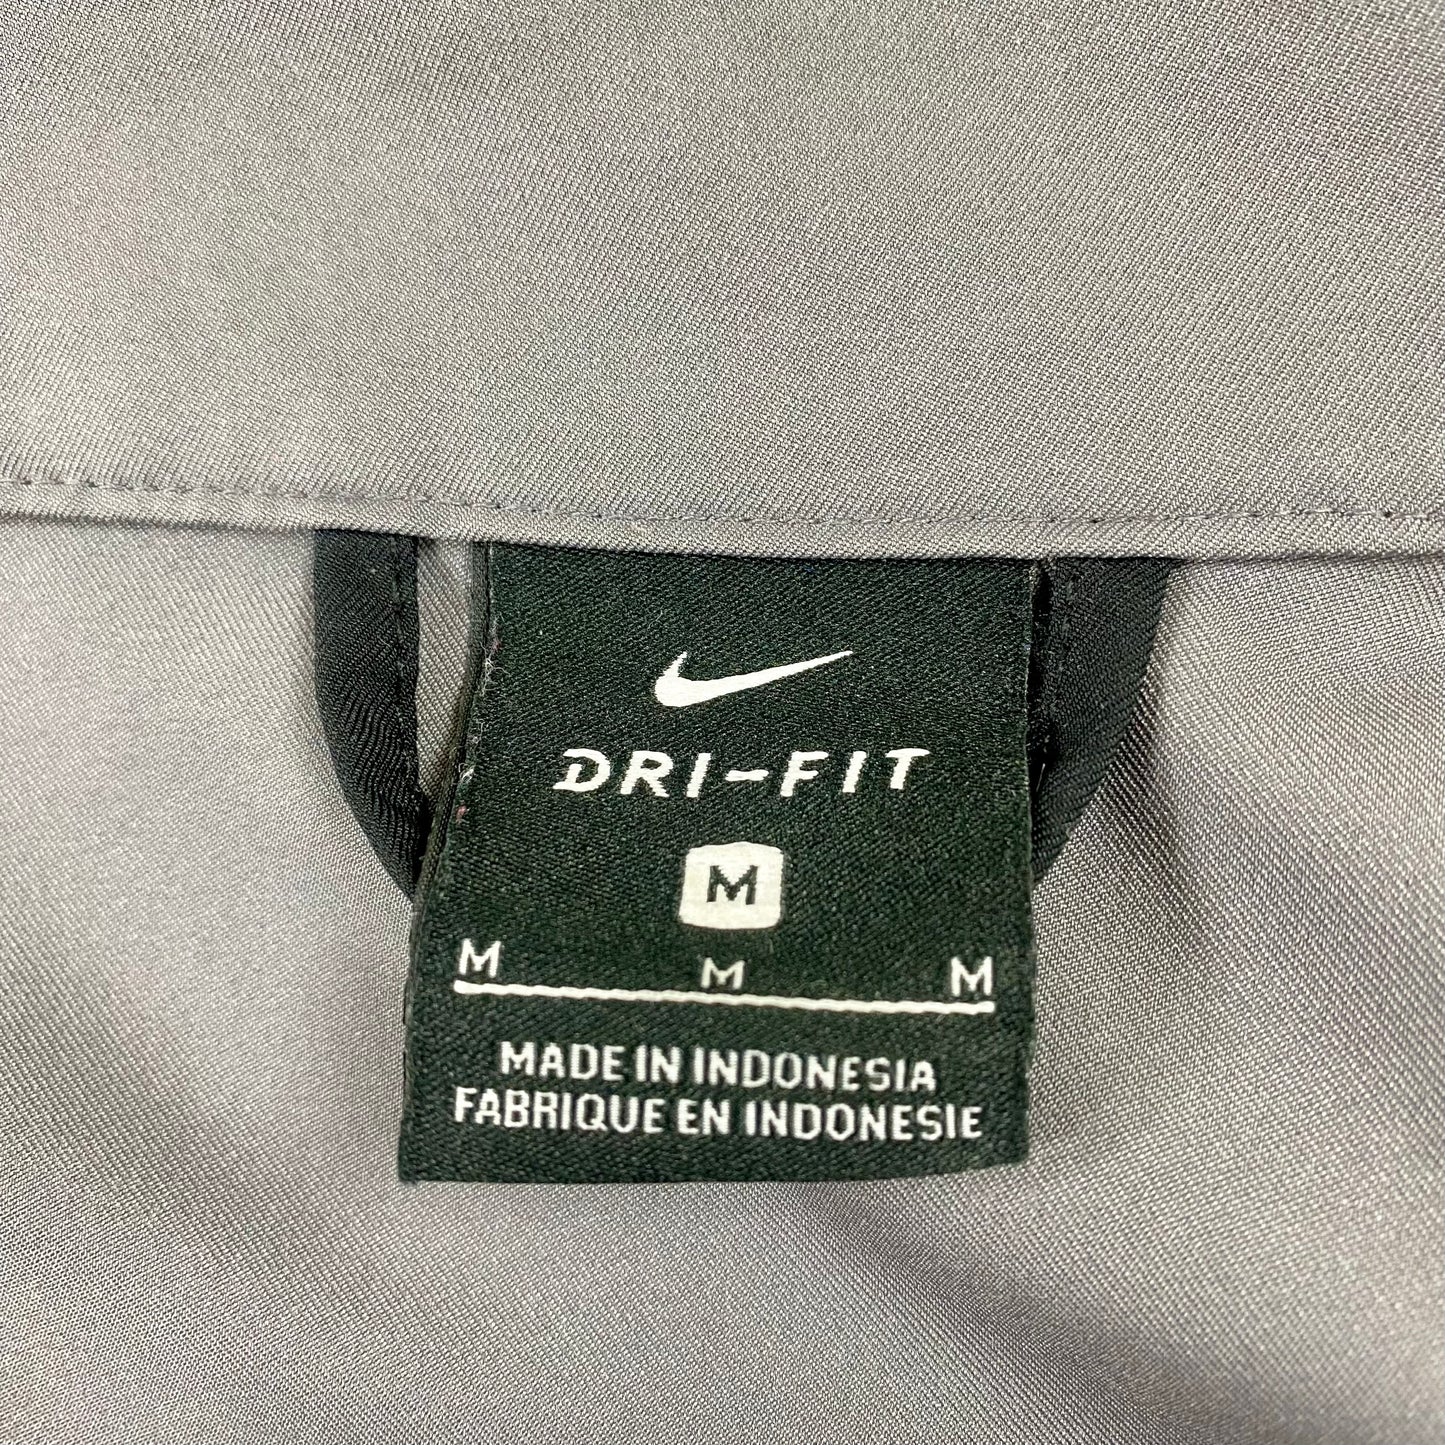 DRI-FIT
M
M M M
MADE IN INDONESIA
FABRIQUE EN INDONESIE